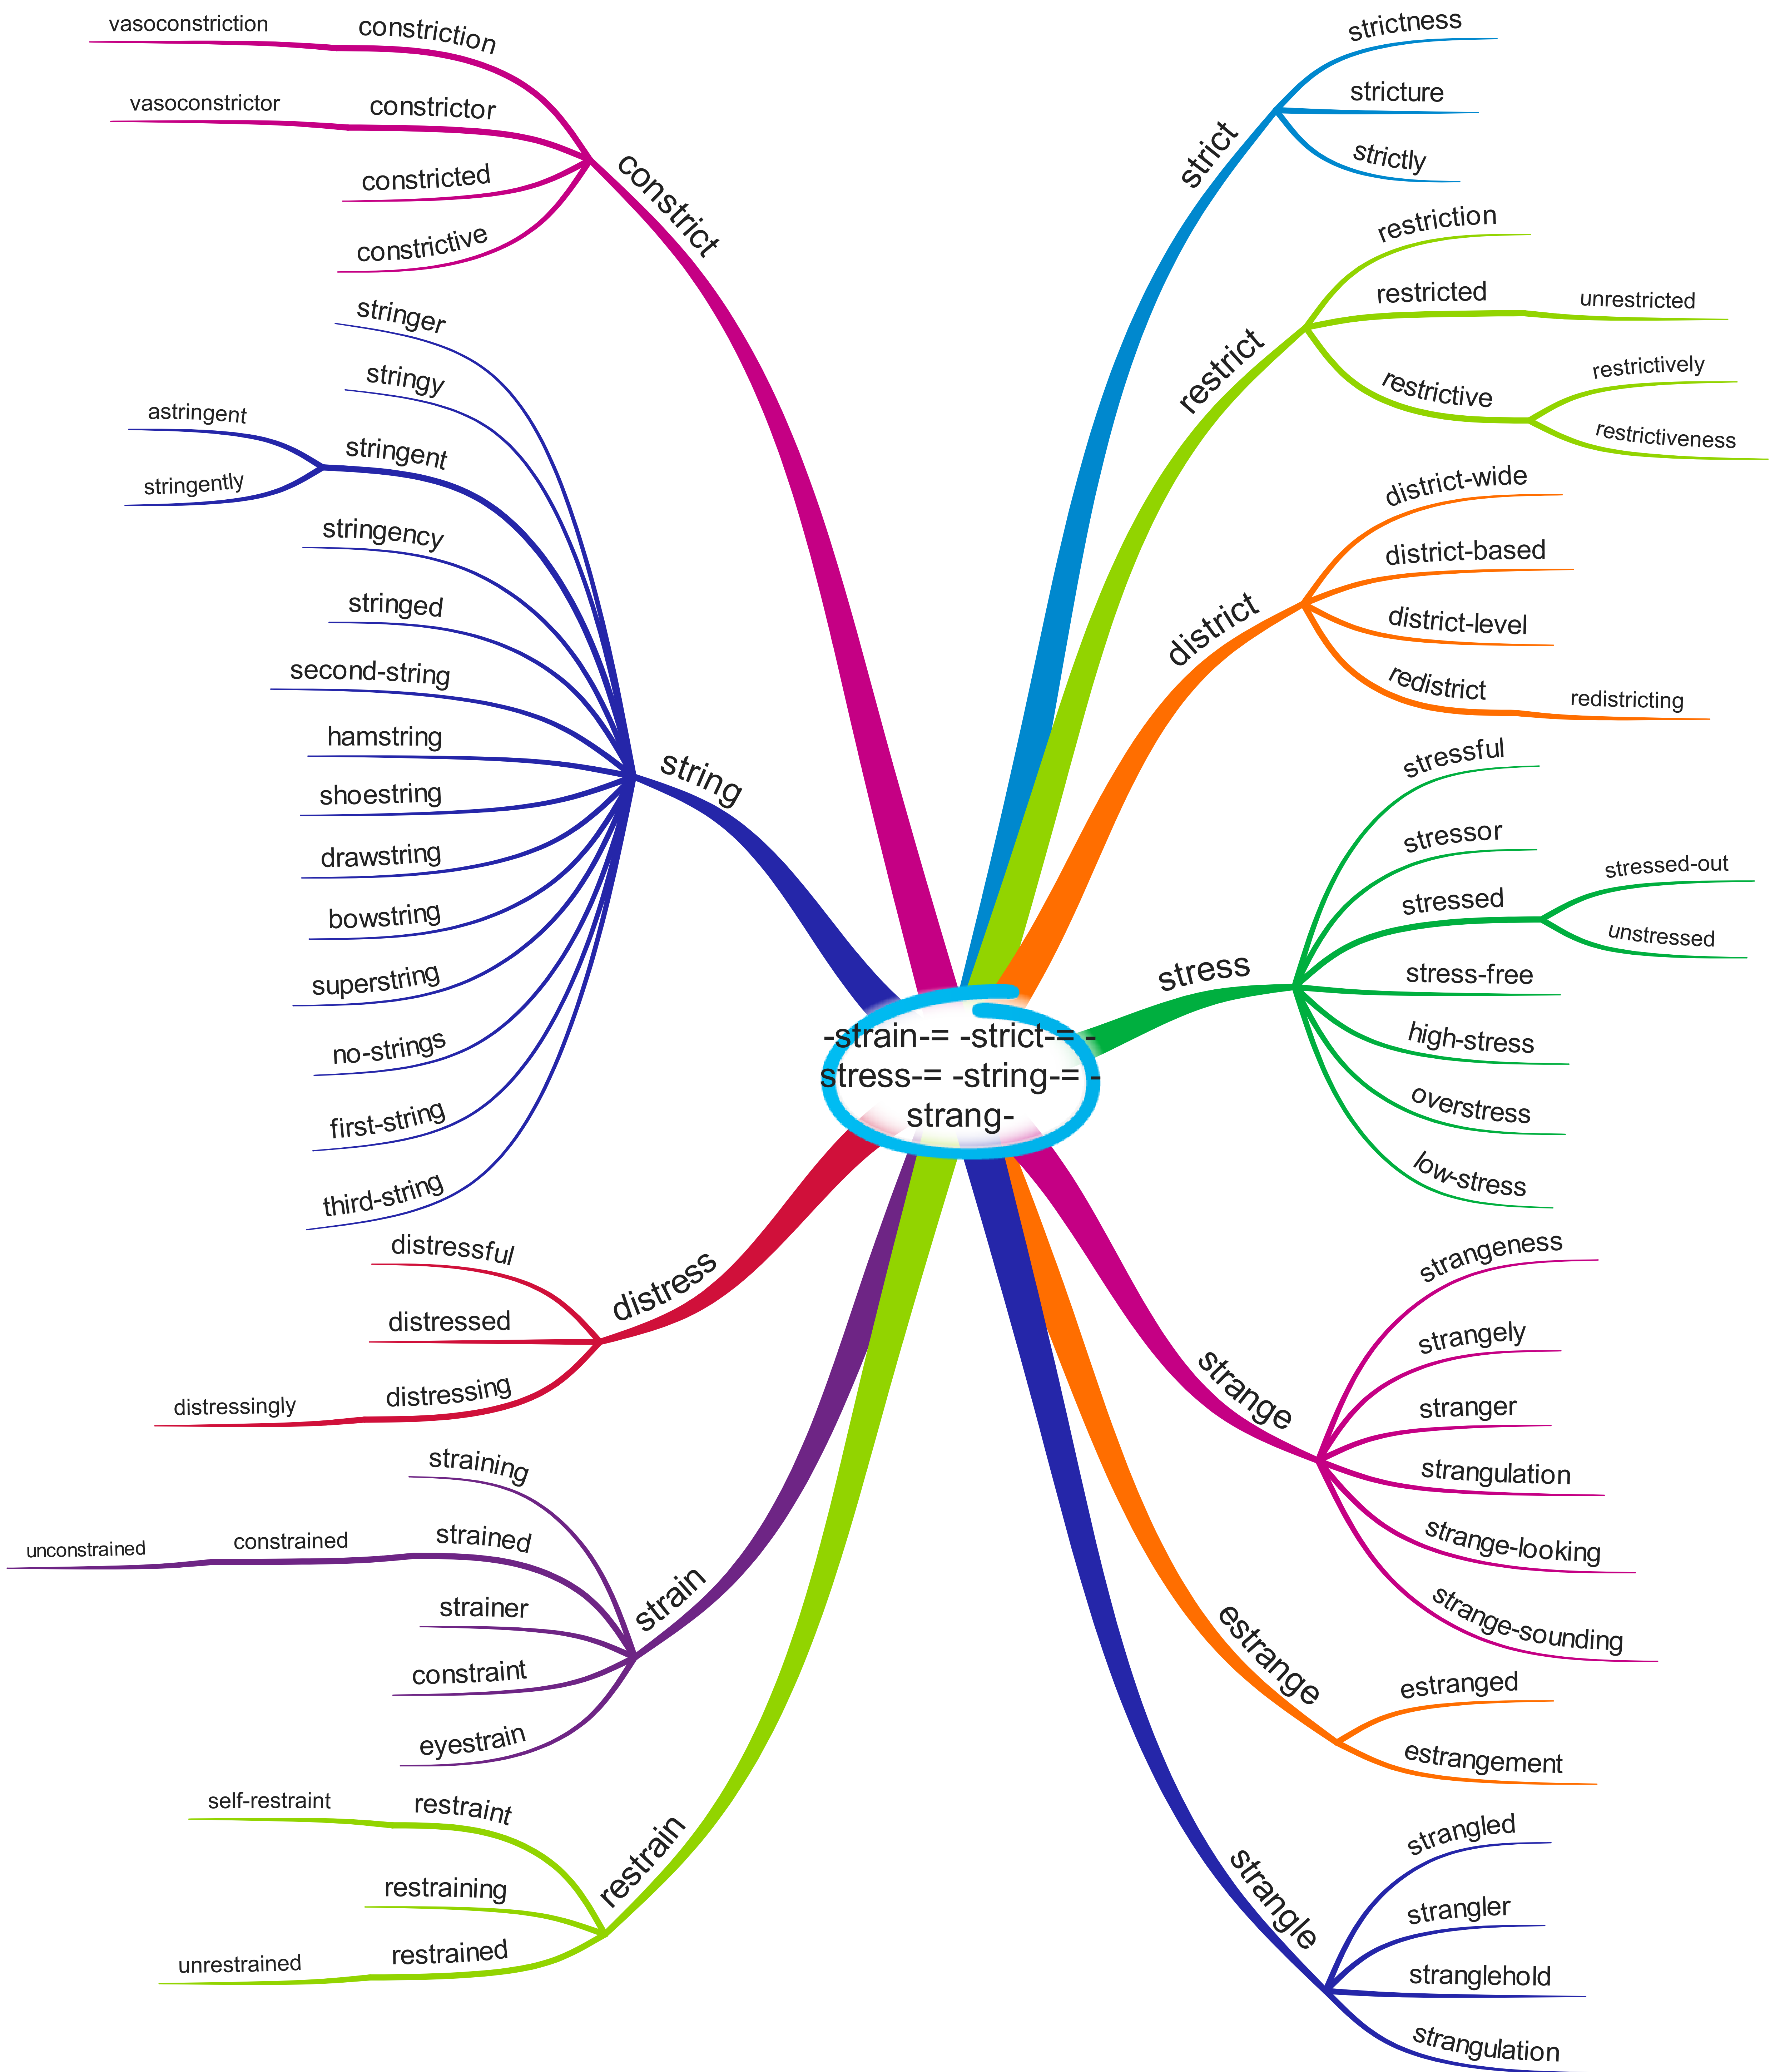 -strain-= -strict-= -
stress-= -string-= -
strang-
strict
strictness
stricture
strictly
restrict
restriction
restricted
unrestricted
restrictive
restrictively
restrictiveness
district
district-wide
district-based
district-level
redistrict
redistricting
stress
stressful
stressor
stressed
stressed-out
unstressed
stress-free
high-stress
overstress
low-stress
strange
strangeness
strangely
stranger
strangulation
strange-looking
strange-sounding
estrange
estranged
estrangement
strangle
strangled
strangler
stranglehold
strangulation
constrict
constriction
vasoconstriction
constrictor
vasoconstrictor
constricted
constrictive
string
stringer
stringy
stringent
astringent
stringently
stringency
stringed
second-string
hamstring
shoestring
drawstring
bowstring
superstring
no-strings
first-string
third-string
distress
distressful
distressed
distressing
distressingly
strain
straining
strained
constrained
unconstrained
strainer
constraint
eyestrain
restrain
restraint
self-restraint
restraining
restrained
unrestrained